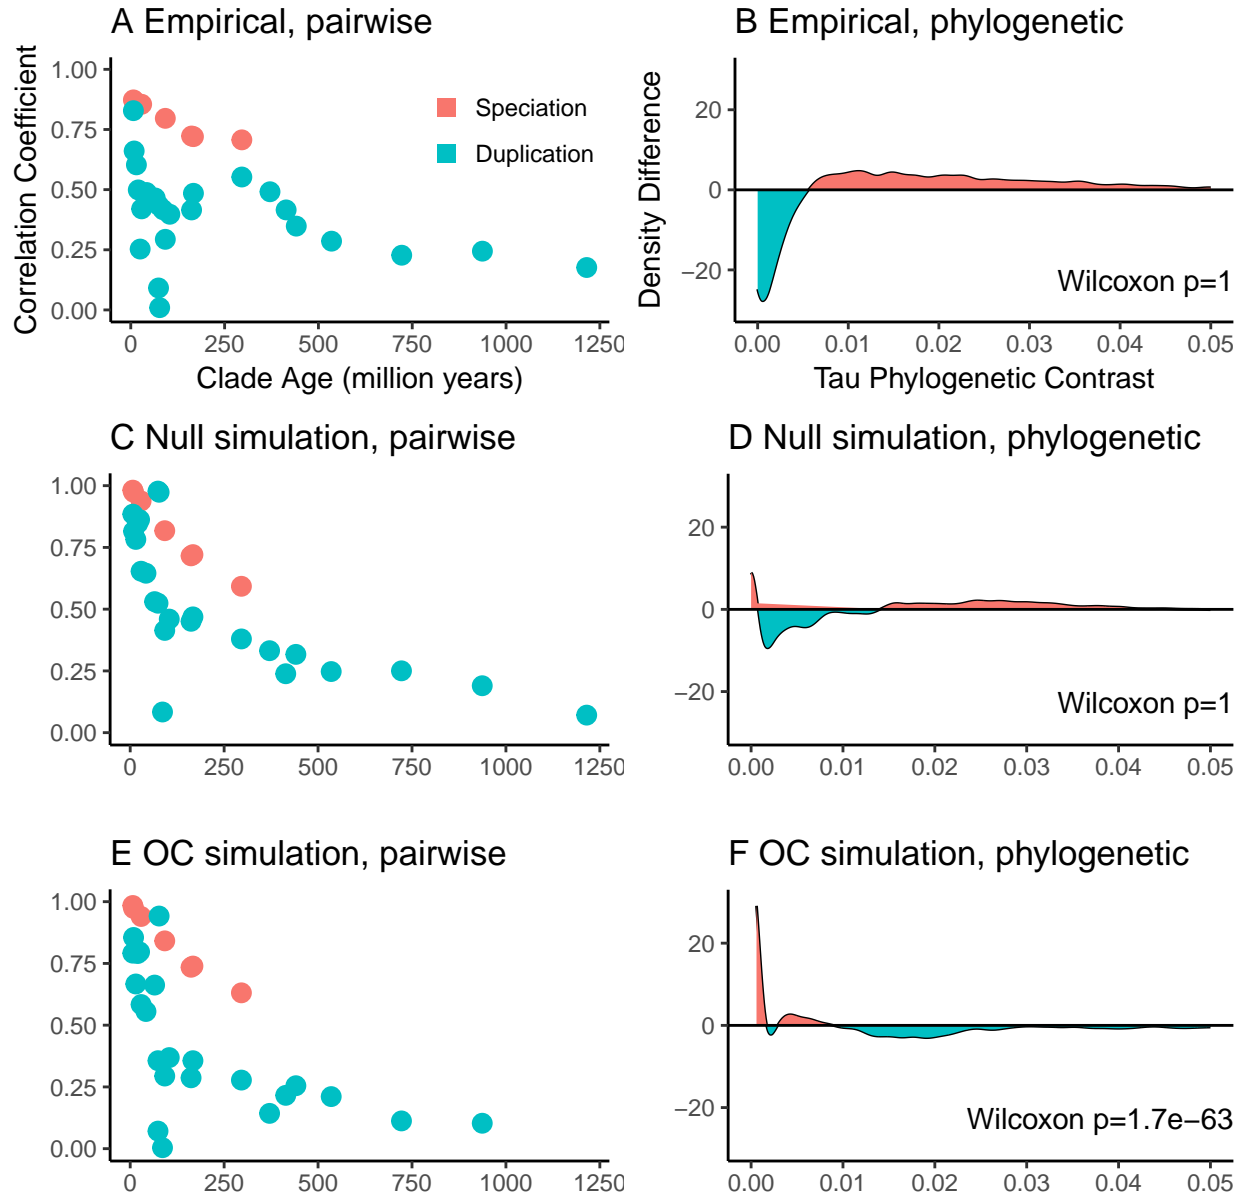 A Empirical, pairwise
Correlation Coefficient
1.00
0.75
0.50
0.25
0.00
Speciation
Duplication
0 250 500 750 1000 1250
Clade Age (million years)
B Empirical, phylogenetic
Density Difference
20
0
−20
Wilcoxon p=1
0.00 0.01 0.02 0.03 0.04 0.05
Tau Phylogenetic Contrast
C Null simulation, pairwise
1.00
0.75
0.50
0.25
0.00
0 250 500 750 1000 1250
D Null simulation, phylogenetic
20
0
−20
Wilcoxon p=1
0.00 0.01 0.02 0.03 0.04 0.05
E OC simulation, pairwise
1.00
0.75
0.50
0.25
0.00
0 250 500 750 1000 1250
F OC simulation, phylogenetic
20
0
−20
Wilcoxon p=1.7e−63
0.00 0.01 0.02 0.03 0.04 0.05